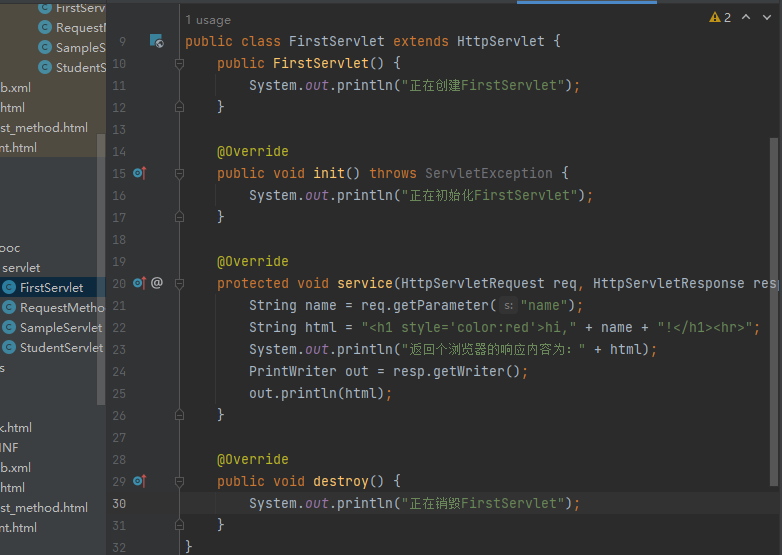 FirstServ
RequestM
SampleS
StudentS
b.xml
html
st_method.html
nt.html
ooc
servlet
FirstServlet
RequestMetho
SampleServlet
StudentServlet
s
k.html
INF
b.xml
html
st_method.html
nt.html
1 usage
2
9 public class FirstServlet extends HttpServlet {
10 public FirstServlet() {
11 System.out.println("正在创建FirstServlet");
12 }
13
14 @Override
15 public void init() throws ServletException {
16 System.out.println("正在初始化FirstServlet");
17 }
18
19 @Override
20 @ protected void service(HttpServletRequest req, HttpServletResponse resp
21 String name = req.getParameter( s: "name");
22 String html = "<h1 style='color:red'>hi," + name + "!</h1><hr>";
23 System.out.println("返回个浏览器的响应内容为：" + html);
24 PrintWriter out = resp.getWriter();
25 out.println(html);
26 }
27
28 @Override
29 public void destroy() {
30 System.out.println("正在销毁FirstServlet");
31 }
32 }